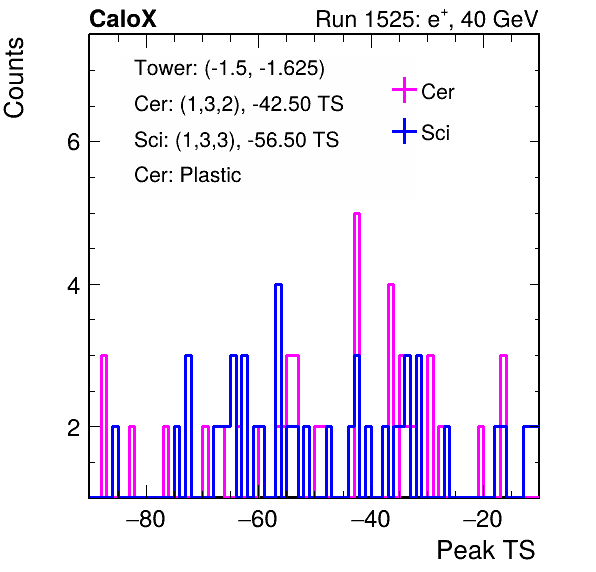 CaloX Run 1525: e⁺, 40 GeV
Counts
Tower: (-1.5, -1.625)
Cer: (1,3,2), -42.50 TS
Sci: (1,3,3), -56.50 TS
Cer: Plastic
Cer
Sci
6
4
2
−80 −60 −40 −20
Peak TS